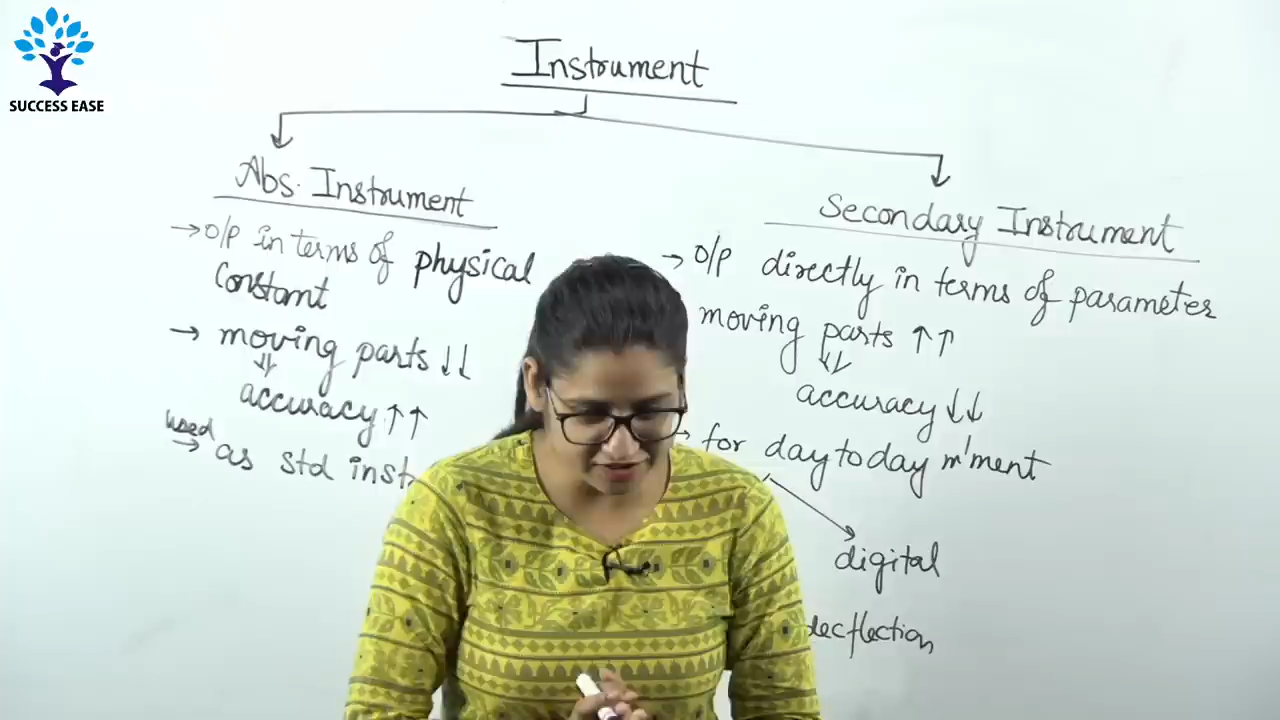 SUCCESS EASE
Instrument
Abs. Instrument
→ O/P in terms of physical
Constant
→ moving parts ↓↓
accuracy ↑↑
used
→ as std inst
Secondary Instrument
→ O/P directly in terms of parameter
moving parts ↑↑
accuracy ↓↓
→ for day to day m'ment
digital
decflection